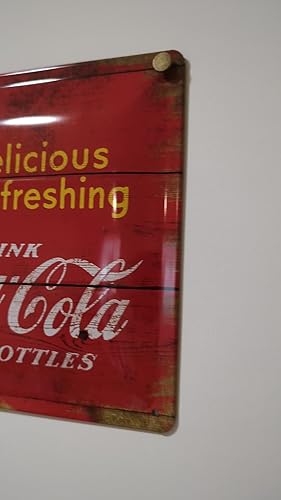 elicious
freshing
INK
Cola
OTTLES